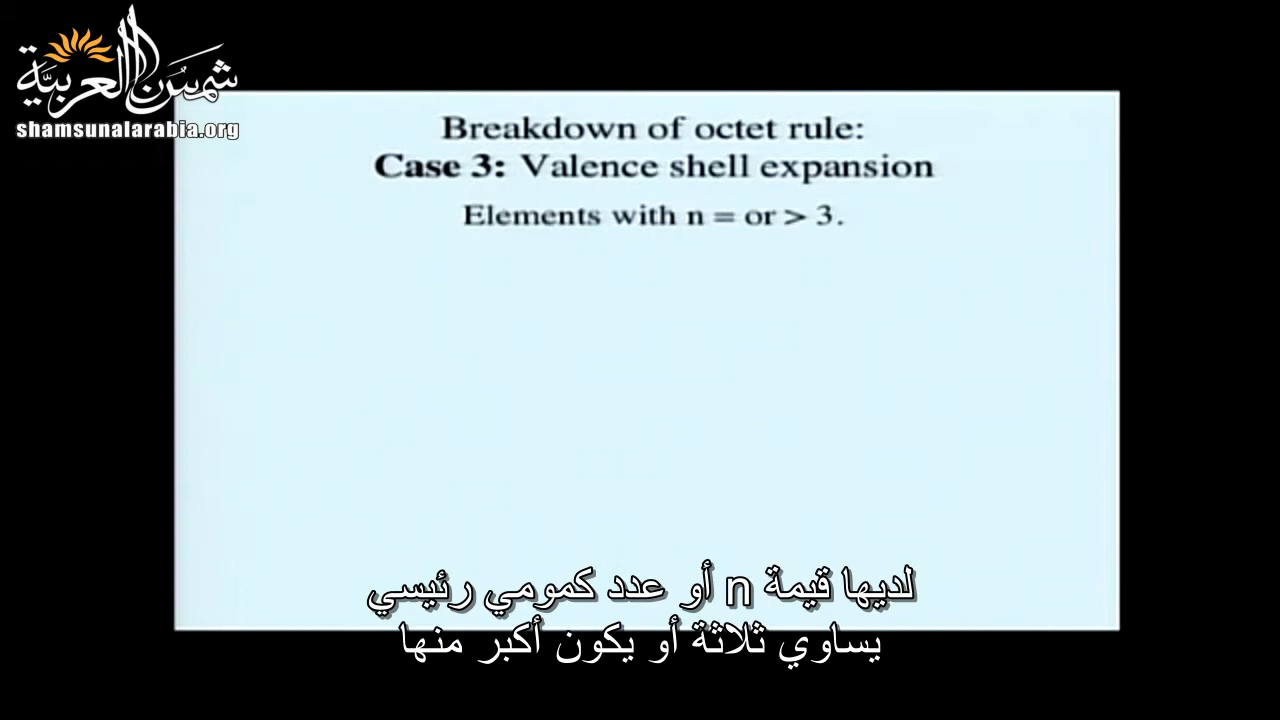 شمس العربية
shamsunalarabia.org
Breakdown of octet rule:
Case 3: Valence shell expansion
Elements with n = or > 3.
لديها قيمة n أو عدد كمومي رئيسي
يساوي ثلاثة أو يكون أكبر منها